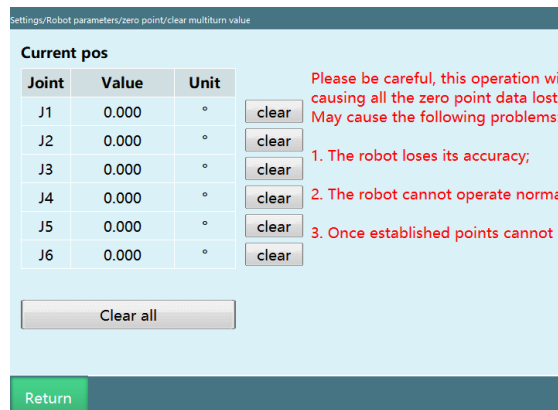 Settings/Robot parameters/zero point/clear multiturn value
Current pos
Joint Value Unit
J1 0.000 ° clear
J2 0.000 ° clear
J3 0.000 ° clear
J4 0.000 ° clear
J5 0.000 ° clear
J6 0.000 ° clear
Please be careful, this operation
causing all the zero point data lost
May cause the following problems
1. The robot loses its accuracy;
2. The robot cannot operate
3. Once established points cannot
Clear all
Return